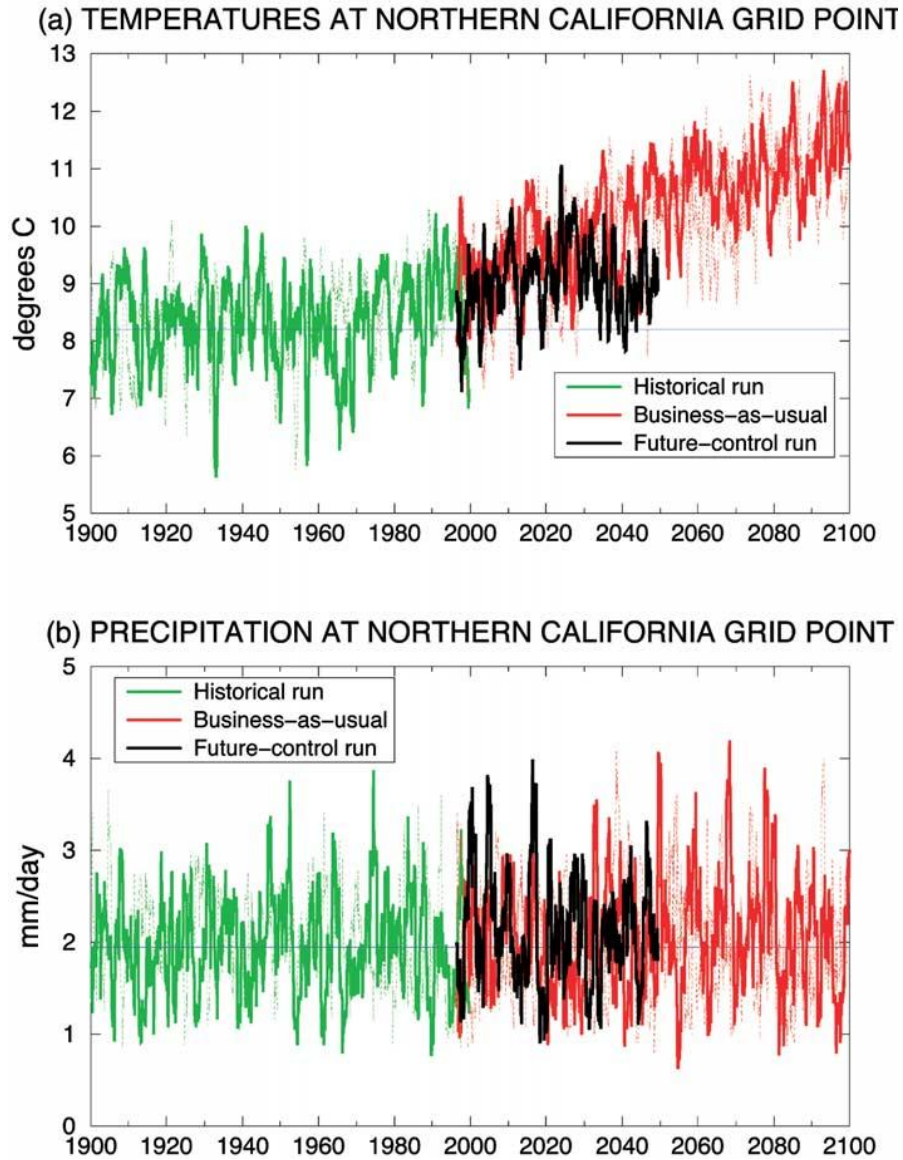 (a) TEMPERATURES AT NORTHERN CALIFORNIA GRID POINT
13
12
11
10
9
8
7
6
5
degrees C
Historical run
Business-as-usual
Future-control run
1900 1920 1940 1960 1980 2000 2020 2040 2060 2080 2100
(b) PRECIPITATION AT NORTHERN CALIFORNIA GRID POINT
5
4
3
2
1
0
mm/day
Historical run
Business-as-usual
Future-control run
1900 1920 1940 1960 1980 2000 2020 2040 2060 2080 2100